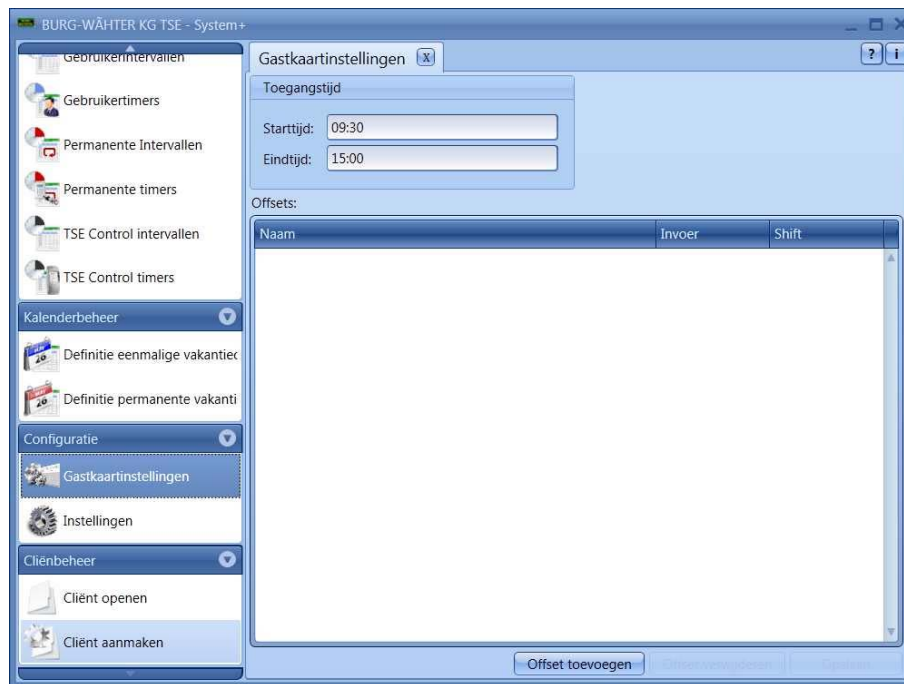 BURG-WÄHTER KG TSE - System+
Gebruikerintervallen
Gebruikertimers
Permanente Intervallen
Permanente timers
TSE Control intervallen
TSE Control timers
Kalenderbeheer
Definitie eenmalige vakantiec
Definitie permanente vakanti
Configuratie
Gastkaartinstellingen
Instellingen
Cliënbeheer
Cliënt openen
Cliënt aanmaken
Gastkaartinstellingen X
? i
Toegangstijd
Starttijd: 09:30
Eindtijd: 15:00
Offsets:
Naam Invoer Shift
Offset toevoegen